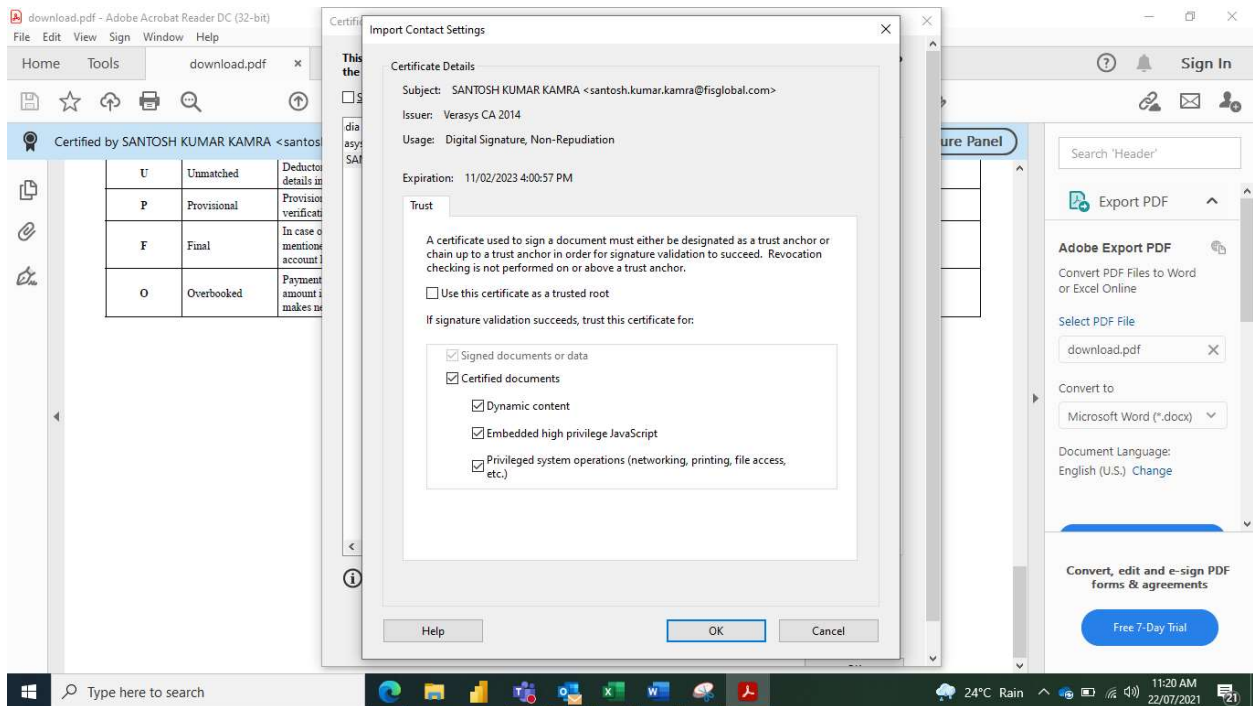 download.pdf - Adobe Acrobat Reader DC (32-bit)
File Edit View Sign Window Help
Home Tools download.pdf × Sign In
Certified by SANTOSH KUMAR KAMRA <santos
ure Panel
U Unmatched
details in
P Provisional
F Final
In case o
mentione
account
O Overbooked
Payment
amount i
makes ne
This
the
dia
asys
SAN
Import Contact Settings
Certificate Details
Subject: SANTOSH KUMAR KAMRA <santosh.kumar.kamra@fisglobal.com>
Issuer: Verasys CA 2014
Usage: Digital Signature, Non-Repudiation
Expiration: 11/02/2023 4:00:57 PM
Trust
A certificate used to sign a document must either be designated as a trust anchor or
chain up to a trust anchor in order for signature validation to succeed. Revocation
checking is not performed on or above a trust anchor.
Use this certificate as a trusted root
If signature validation succeeds, trust this certificate for:
Signed documents or data
Certified documents
Dynamic content
Embedded high privilege JavaScript
Privileged system operations (networking, printing, file access,
etc.)
Help OK Cancel
Search 'Header'
Export PDF
Adobe Export PDF
Convert PDF Files to Word
or Excel Online
Select PDF File
download.pdf
Convert to
Microsoft Word (*.docx)
Document Language:
English (U.S.) Change
Convert, edit and e-sign PDF
forms & agreements
Free 7-Day Trial
Type here to search
24°C Rain
11:20 AM
22/07/2021
21